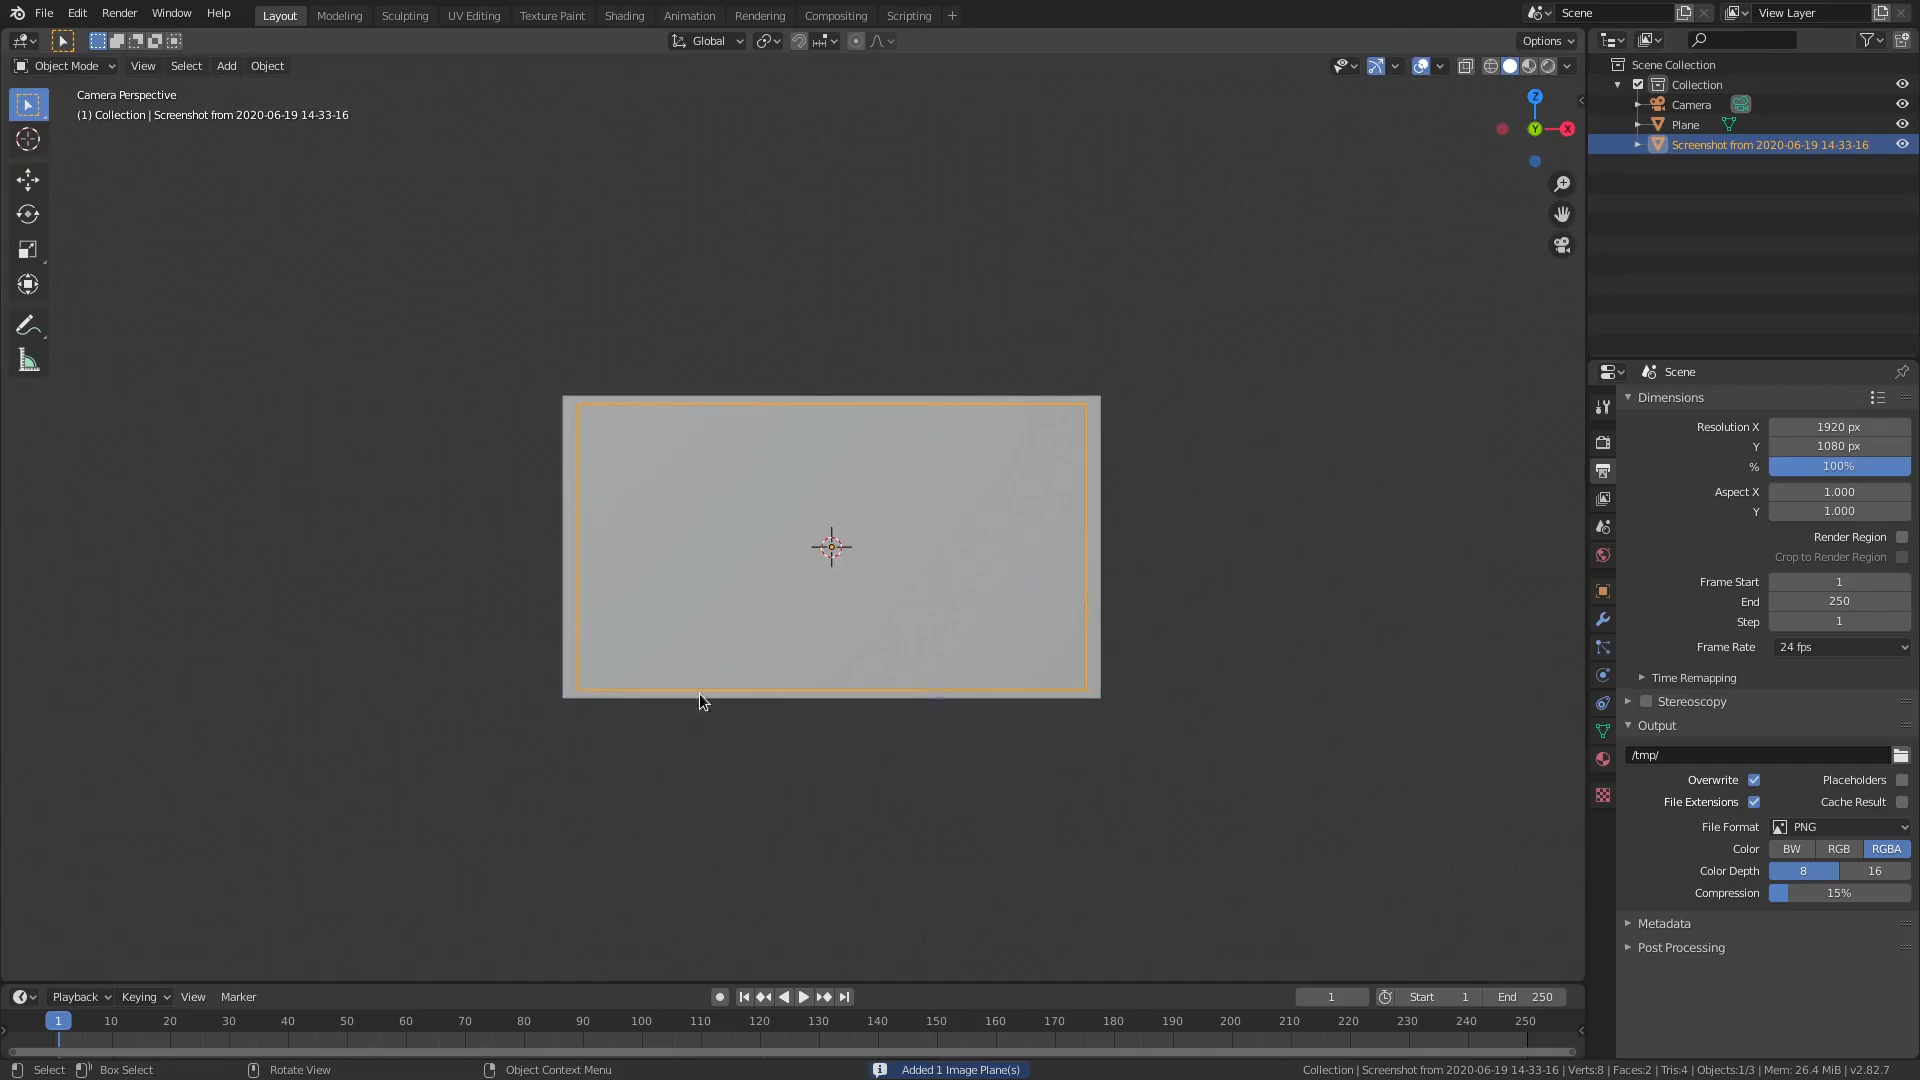 File Edit Render Window Help
Layout Modeling Sculpting UV Editing Texture Paint Shading Animation Rendering Compositing Scripting +
Scene
View Layer
Global
Options
Object Mode View Select Add Object
Camera Perspective
(1) Collection | Screenshot from 2020-06-19 14-33-16
Z
Y
X
Scene Collection
Collection
Camera
Plane
Screenshot from 2020-06-19 14-33-16
Scene
Dimensions
Resolution X 1920 px
Y 1080 px
% 100%
Aspect X 1.000
Y 1.000
Render Region
Crop to Render Region
Frame Start 1
End 250
Step 1
Frame Rate 24 fps
Time Remapping
Stereoscopy
Output
/tmp/
Overwrite Placeholders
File Extensions Cache Result
File Format PNG
Color BW RGB RGBA
Color Depth 8 16
Compression 15%
Metadata
Post Processing
Playback Keying View Marker
1 Start 1 End 250
1 10 20 30 40 50 60 70 80 90 100 110 120 130 140 150 160 170 180 190 200 210 220 230 240 250
Select Box Select Rotate View Object Context Menu Added 1 Image Plane(s) Collection | Screenshot from 2020-06-19 14-33-16 | Verts:8 | Faces:2 | Tris:4 | Objects:1/3 | Mem: 26.4 MiB | v2.82.7